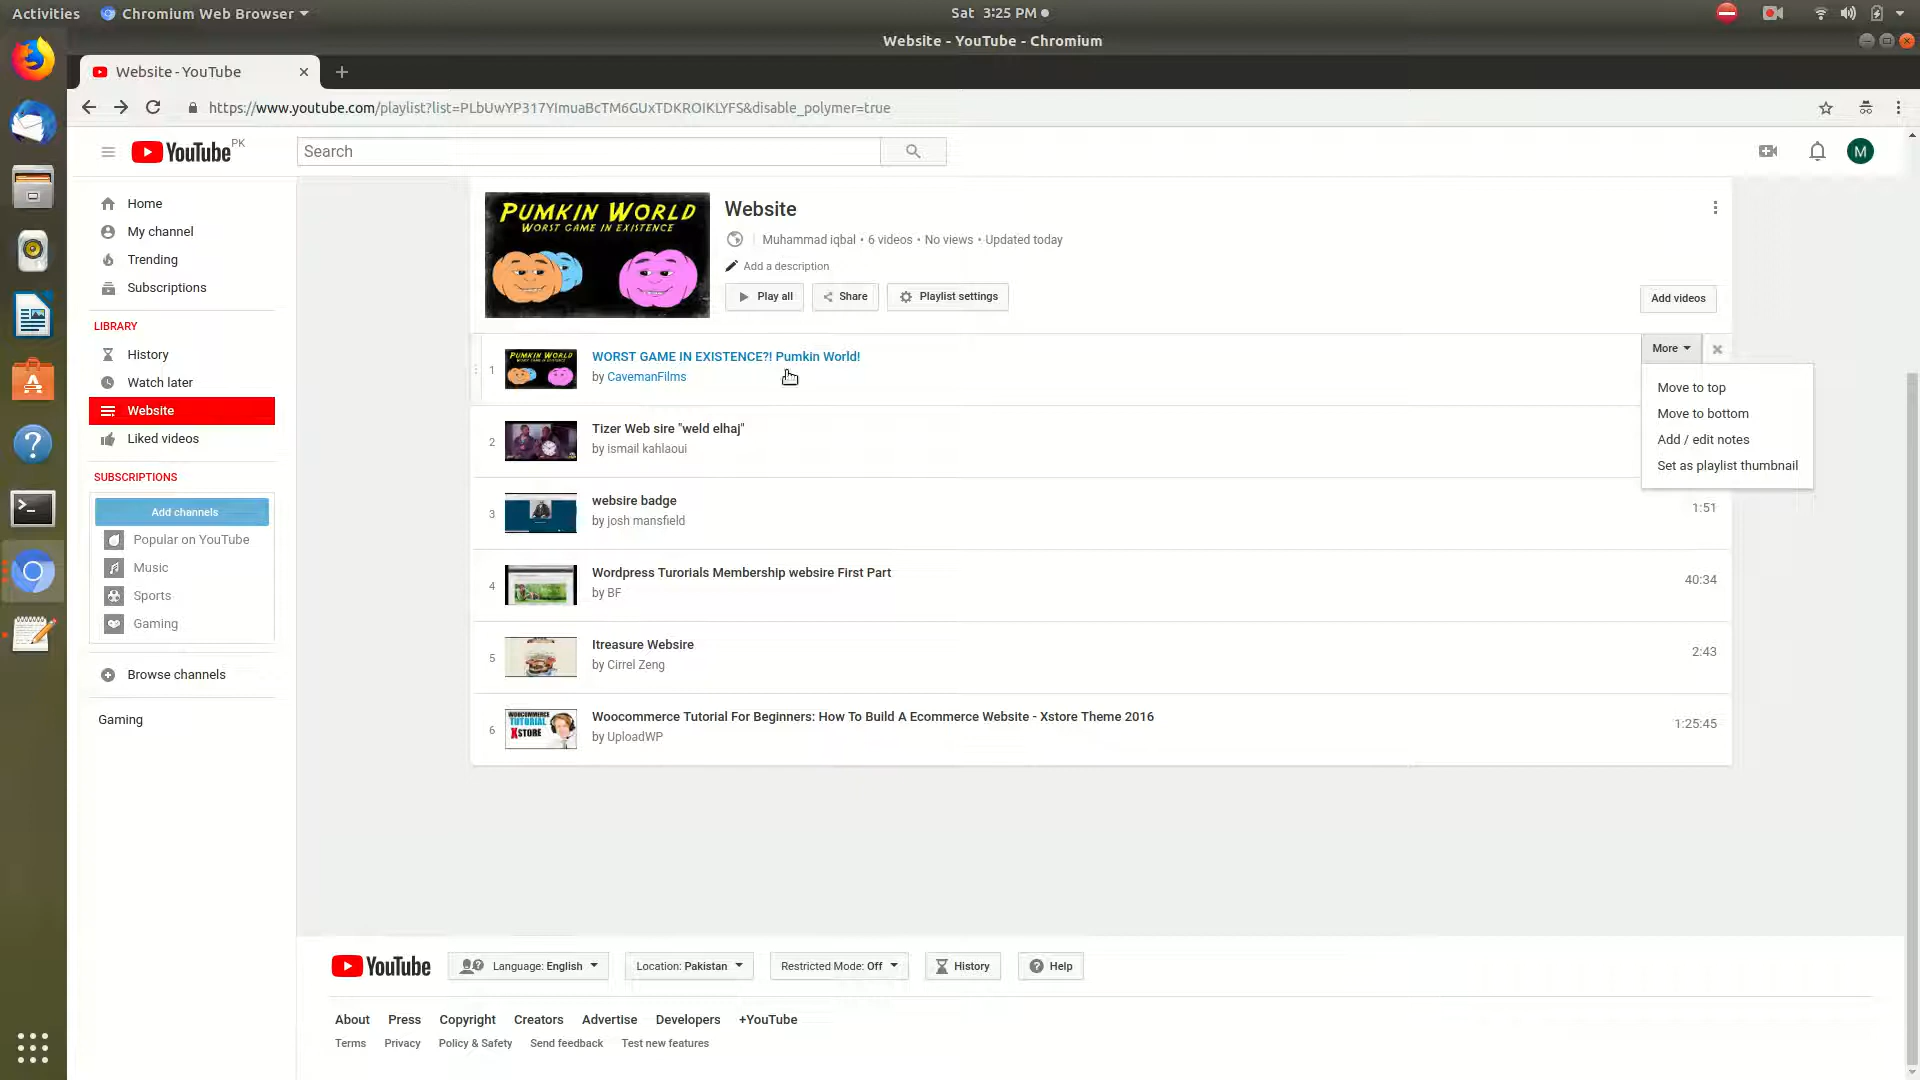 Activities
Chromium Web Browser
Sat 3:25 PM
Website - YouTube - Chromium
Website - YouTube
https://www.youtube.com/playlist?list=PLbUwYP317YImuaBcTM6GUxTDKROIKLYFS&disable_polymer=true
YouTube PK
Search
M
Home
My channel
Trending
Subscriptions
LIBRARY
History
Watch later
Website
Liked videos
SUBSCRIPTIONS
Add channels
Popular on YouTube
Music
Sports
Gaming
Browse channels
Gaming
PUMKIN WORLD
WORST GAME IN EXISTENCE
Website
Muhammad iqbal • 6 videos • No views • Updated today
Add a description
Play all
Share
Playlist settings
Add videos
1
PUMKIN WORLD
WORST GAME IN EXISTENCE?! Pumkin World!
by CavemanFilms
More
Move to top
Move to bottom
Add / edit notes
Set as playlist thumbnail
2
Tizer Web sire "weld elhaj"
by ismail kahlaoui
3
websire badge
by josh mansfield
1:51
4
Wordpress Turorials Membership websire First Part
by BF
40:34
5
Itreasure Websire
by Cirrel Zeng
2:43
6
WOOCOMMERCE
TUTORIAL
XSTORE
Woocommerce Tutorial For Beginners: How To Build A Ecommerce Website - Xstore Theme 2016
by UploadWP
1:25:45
YouTube
Language: English
Location: Pakistan
Restricted Mode: Off
History
Help
About Press Copyright Creators Advertise Developers +YouTube
Terms Privacy Policy & Safety Send feedback Test new features